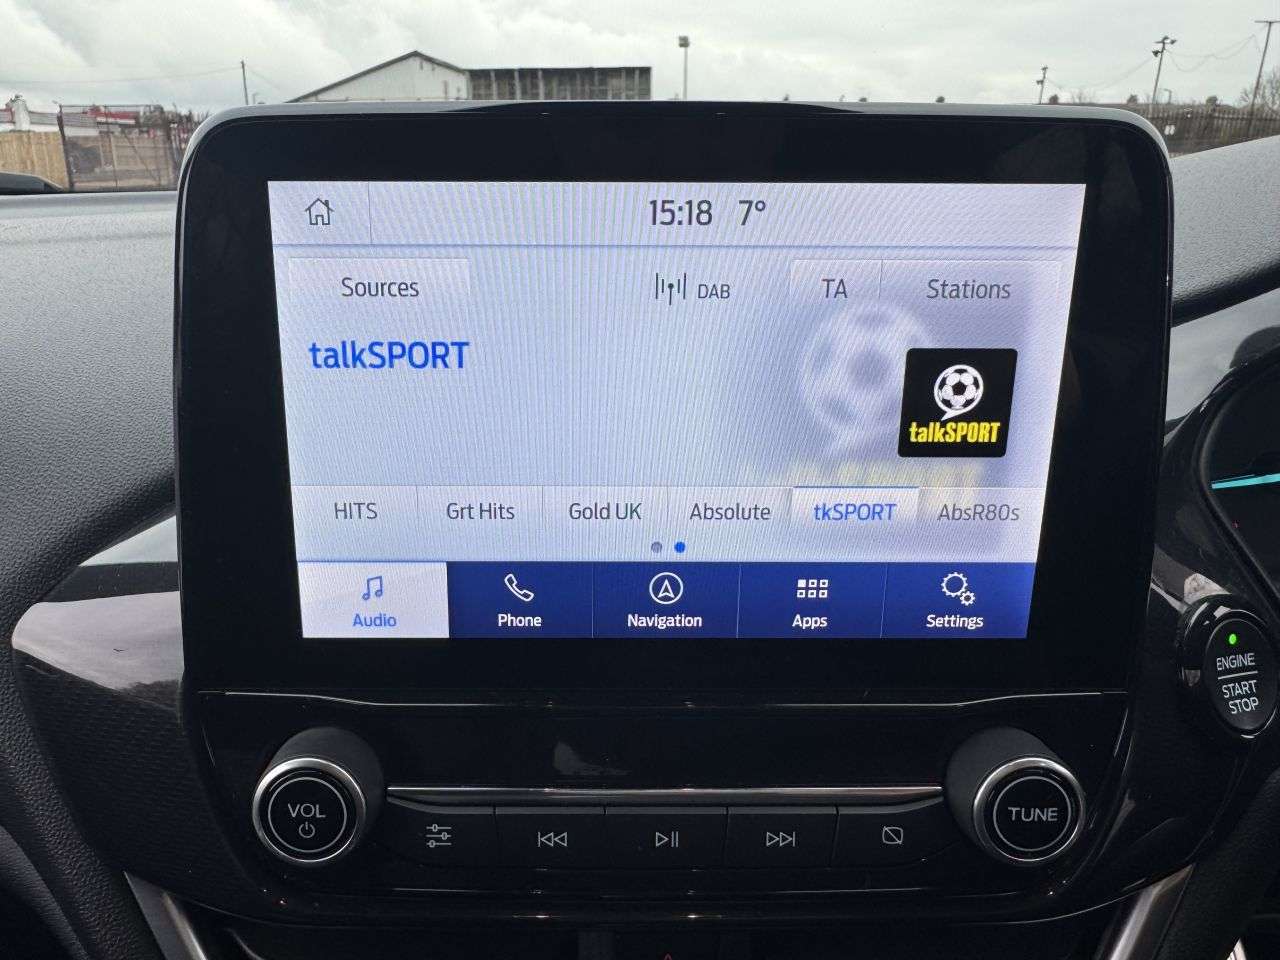 15:18 7°
Sources DAB TA Stations
talkSPORT
talkSPORT
HITS Grt Hits Gold UK Absolute tkSPORT AbsR80s
Audio Phone Navigation Apps Settings
ENGINE
START
STOP
VOL
TUNE